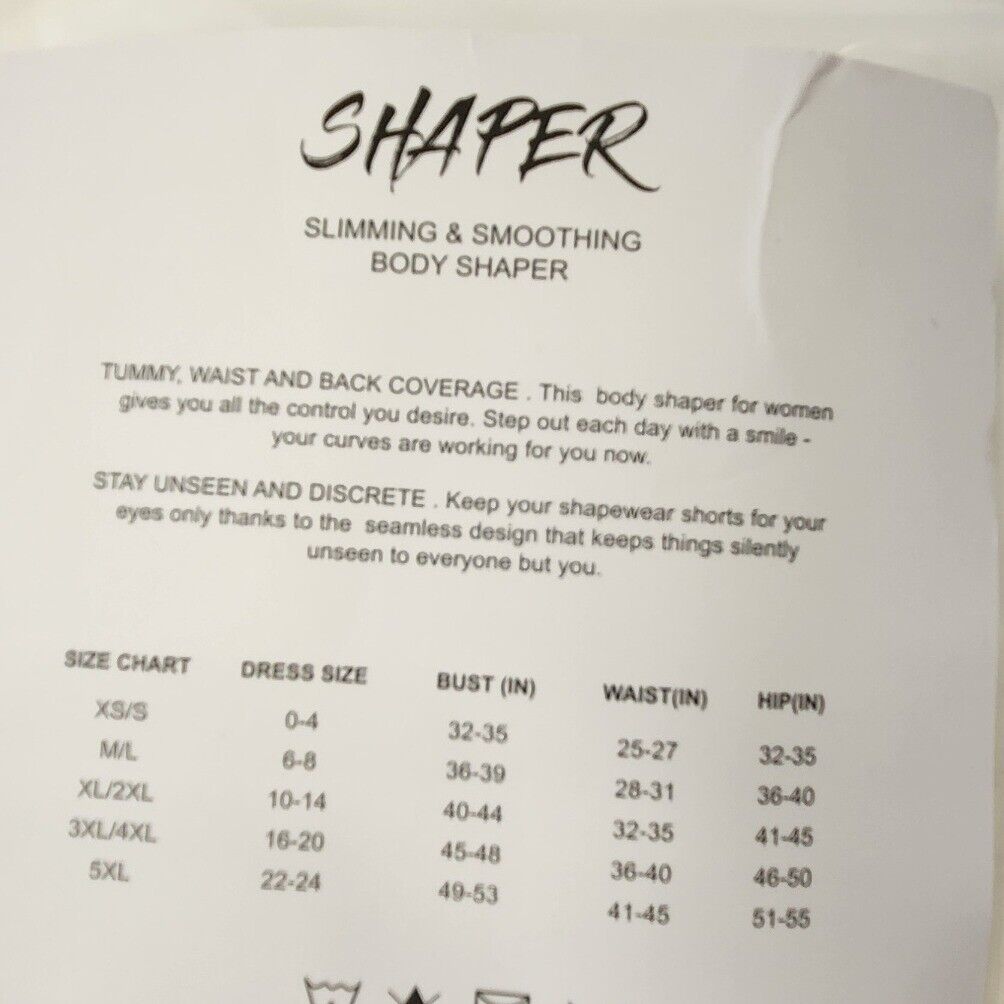 SHAPER
SLIMMING & SMOOTHING
BODY SHAPER
TUMMY, WAIST AND BACK COVERAGE . This body shaper for women
gives you all the control you desire. Step out each day with a smile -
your curves are working for you now.
STAY UNSEEN AND DISCRETE . Keep your shapewear shorts for your
eyes only thanks to the seamless design that keeps things silently
unseen to everyone but you.
SIZE CHART DRESS SIZE BUST (IN) WAIST(IN) HIP(IN)
XS/S 0-4 32-35 25-27 32-35
M/L 6-8 36-39 28-31 36-40
XL/2XL 10-14 40-44 32-35 41-45
3XL/4XL 16-20 45-48 36-40 46-50
5XL 22-24 49-53 41-45 51-55